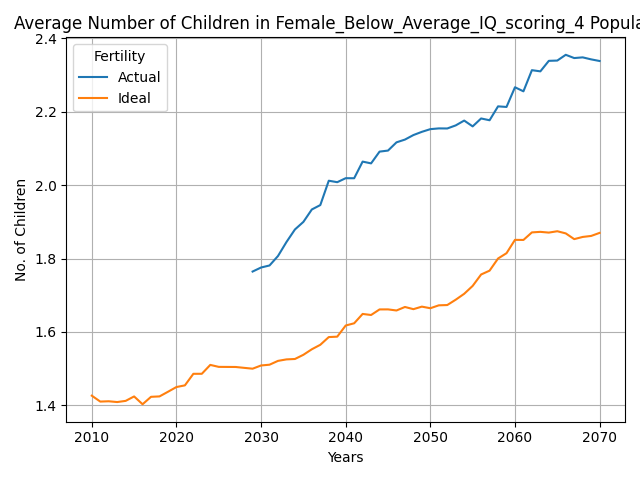 Average Number of Children in Female_Below_Average_IQ_scoring_4 Popula
2.4
2.2
2.0
1.8
1.6
1.4
No. of Children
Fertility
Actual
Ideal
2010 2020 2030 2040 2050 2060 2070
Years